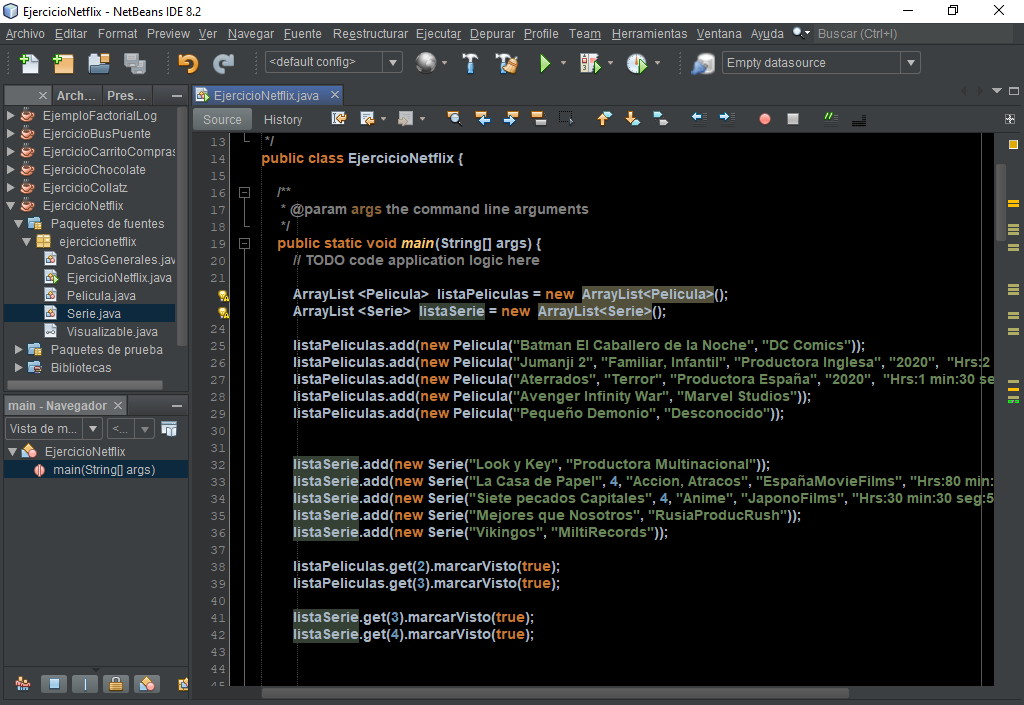 EjercicioNetflix - NetBeans IDE 8.2
Archivo Editar Format Preview Ver Navegar Fuente Restructurar Ejecutar Depurar Profile Team Herramientas Ventana Ayuda Buscar (Ctrl+I)
<default config> Empty datasource
Arch... Pres... EjercicioNetflix.java
Source History
EjemploFactorialLog
EjercicioBusPuente
EjercicioCarritoCompras
EjercicioChocolate
EjercicioCollatz
EjercicioNetflix
Paquetes de fuentes
ejercicionetflix
DatosGenerales.jav
EjercicioNetflix.java
Pelicula.java
Serie.java
Visualizable.java
Paquetes de prueba
Bibliotecas
main - Navegador
Vista de m... <...
EjercicioNetflix
main(String[] args)
13 */
14 public class EjercicioNetflix {
15
16 /**
17 * @param args the command line arguments
18 */
19 public static void main(String[] args) {
20 // TODO code application logic here
21
ArrayList <Pelicula> listaPeliculas = new ArrayList<Pelicula>();
ArrayList <Serie> listaSerie = new ArrayList<Serie>();
24
25 listaPeliculas.add(new Pelicula("Batman El Caballero de la Noche", "DC Comics"));
26 listaPeliculas.add(new Pelicula("Jumanji 2", "Familiar, Infantil", "Productora Inglesa", "2020", "Hrs:2
27 listaPeliculas.add(new Pelicula("Aterrados", "Terror", "Productora España", "2020", "Hrs:1 min:30 se
28 listaPeliculas.add(new Pelicula("Avenger Infinity War", "Marvel Studios"));
29 listaPeliculas.add(new Pelicula("Pequeño Demonio", "Desconocido"));
30
31
32 listaSerie.add(new Serie("Look y Key", "Productora Multinacional"));
33 listaSerie.add(new Serie("La Casa de Papel", 4, "Accion, Atracos", "EspañaMovieFilms", "Hrs:80 min:
34 listaSerie.add(new Serie("Siete pecados Capitales", 4, "Anime", "JaponoFilms", "Hrs:30 min:30 seg:5
35 listaSerie.add(new Serie("Mejores que Nosotros", "RusiaProducRush"));
36 listaSerie.add(new Serie("Vikingos", "MiltiRecords"));
37
38 listaPeliculas.get(2).marcarVisto(true);
39 listaPeliculas.get(3).marcarVisto(true);
40
41 listaSerie.get(3).marcarVisto(true);
42 listaSerie.get(4).marcarVisto(true);
43
44
45